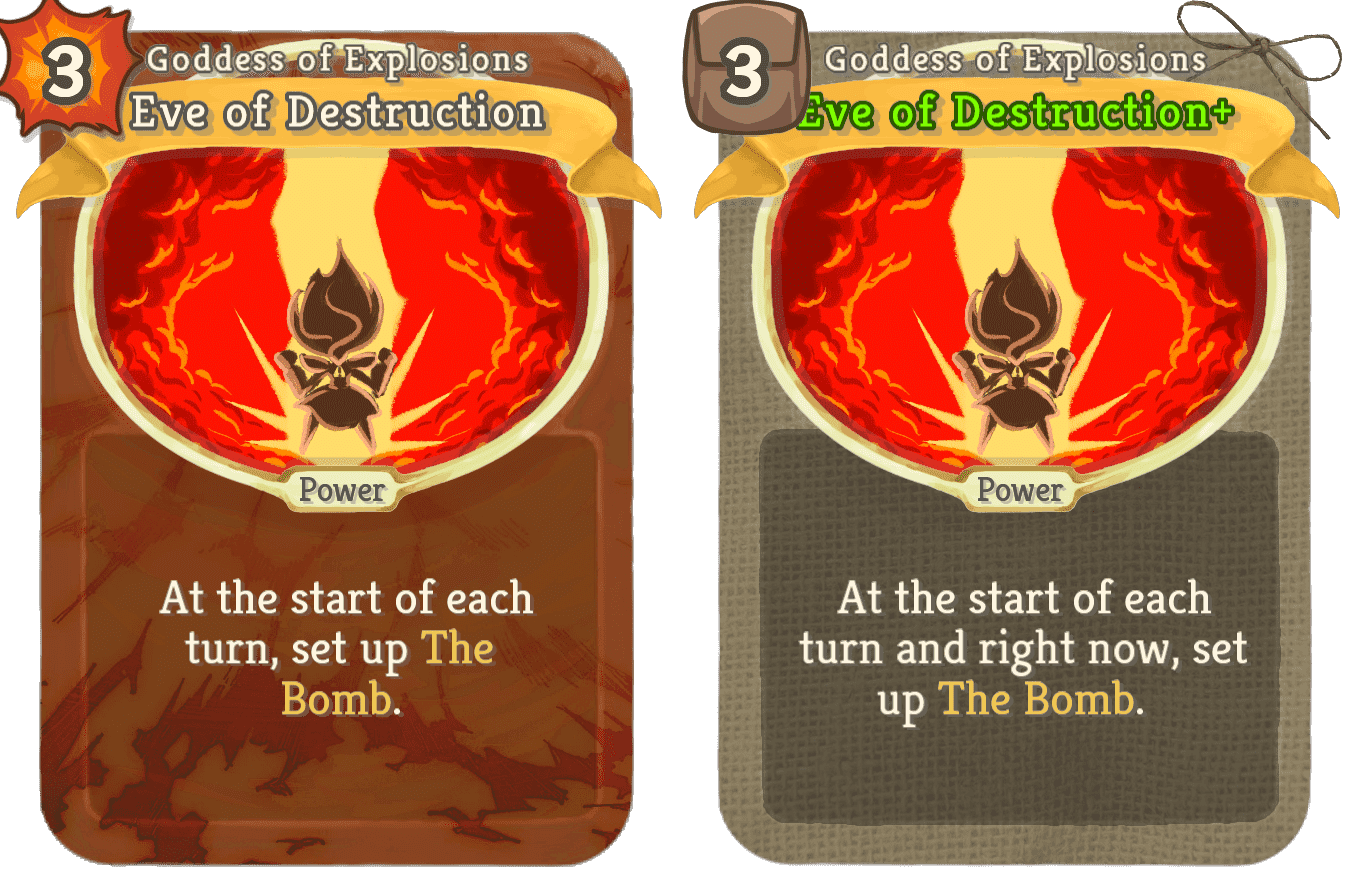 3
Goddess of Explosions
Eve of Destruction
Power
At the start of each
turn, set up The
Bomb.
3
Goddess of Explosions
Eve of Destruction+
Power
At the start of each
turn and right now, set
up The Bomb.